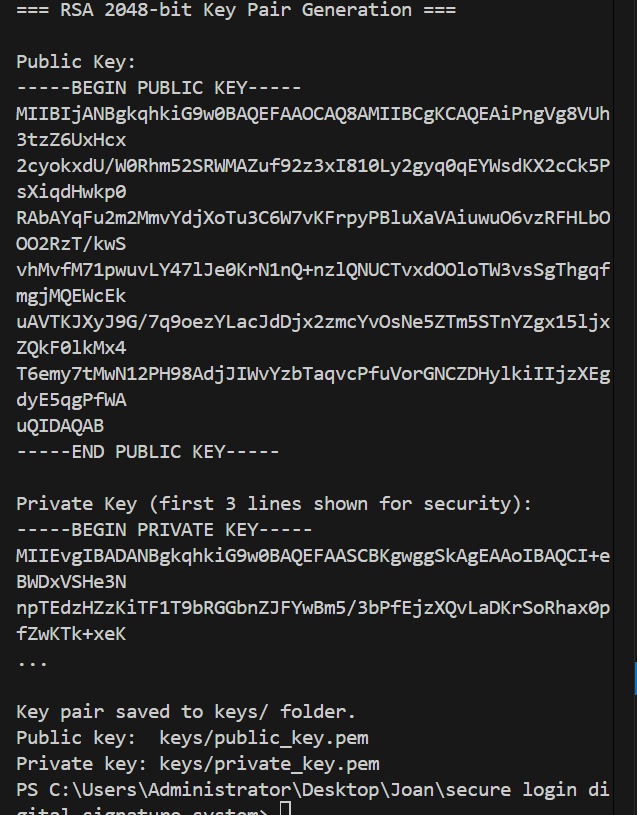 === RSA 2048-bit Key Pair Generation ===
Public Key:
-----BEGIN PUBLIC KEY-----
MIIBIjANBgkqhkiG9w0BAQEFAAOCAQ8AMIIBCgKCAQEAiPngVg8VUh
3tzZ6UxHcx
2cyokxdU/W0Rhm52SRWMAZuf92z3xI810Ly2gyq0qEYWsdKX2cCk5P
sXiqdHwkp0
RAbAYqFu2m2MmvYdjXoTu3C6W7vKFrpyPBluXaVAiuwuO6vzRFHLbO
OO2RzT/kwS
vhMvfM71pwuvLY47lJe0KrN1nQ+nzlQNUCTvxdOOloTW3vsSgThgqf
mgjMQEWcEk
uAVTKJXyJ9G/7q9oezYLacJdDjx2zmcYvOsNe5ZTm5STnYZgx15ljx
ZQkF0lkMx4
T6emy7tMwN12PH98AdjJIWvYzbTaqvcPfuVorGNCZDHylkiIIjzXEg
dyE5qgPfWA
uQIDAQAB
-----END PUBLIC KEY-----
Private Key (first 3 lines shown for security):
-----BEGIN PRIVATE KEY-----
MIIEvgIBADANBgkqhkiG9w0BAQEFAASCBKgwggSkAgEAAoIBAQCI+e
BWDxVSHe3N
npTEdzHZzKiTF1T9bRGGbnZJFYwBm5/3bPfEjzXQvLaDKrSoRhax0p
fZwKTk+xeK
...
Key pair saved to keys/ folder.
Public key:  keys/public_key.pem
Private key: keys/private_key.pem
PS C:\Users\Administrator\Desktop\Joan\secure login di
gital signature system>